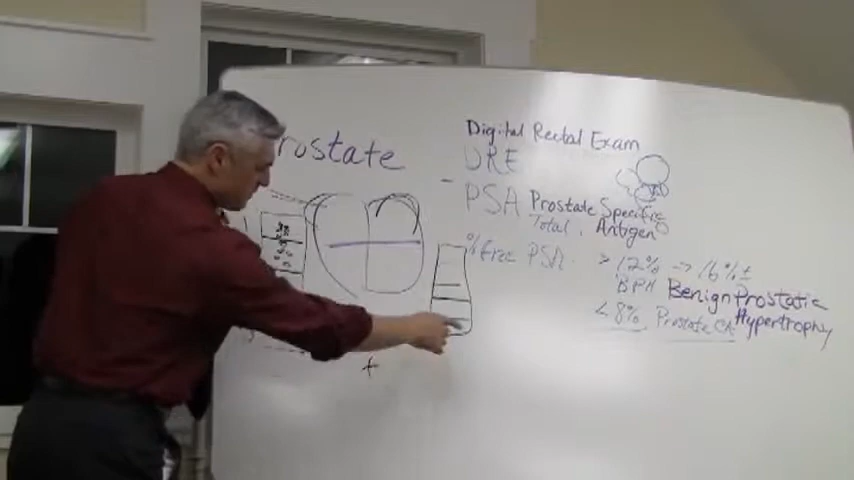 Prostate
Digital Rectal Exam
DRE
- PSA Prostate Specific
Total, Antigen
% free PSA > 12% -> 16% ±
BPH Benign Prostatic
Hypertrophy
< 8% Prostate CA
+